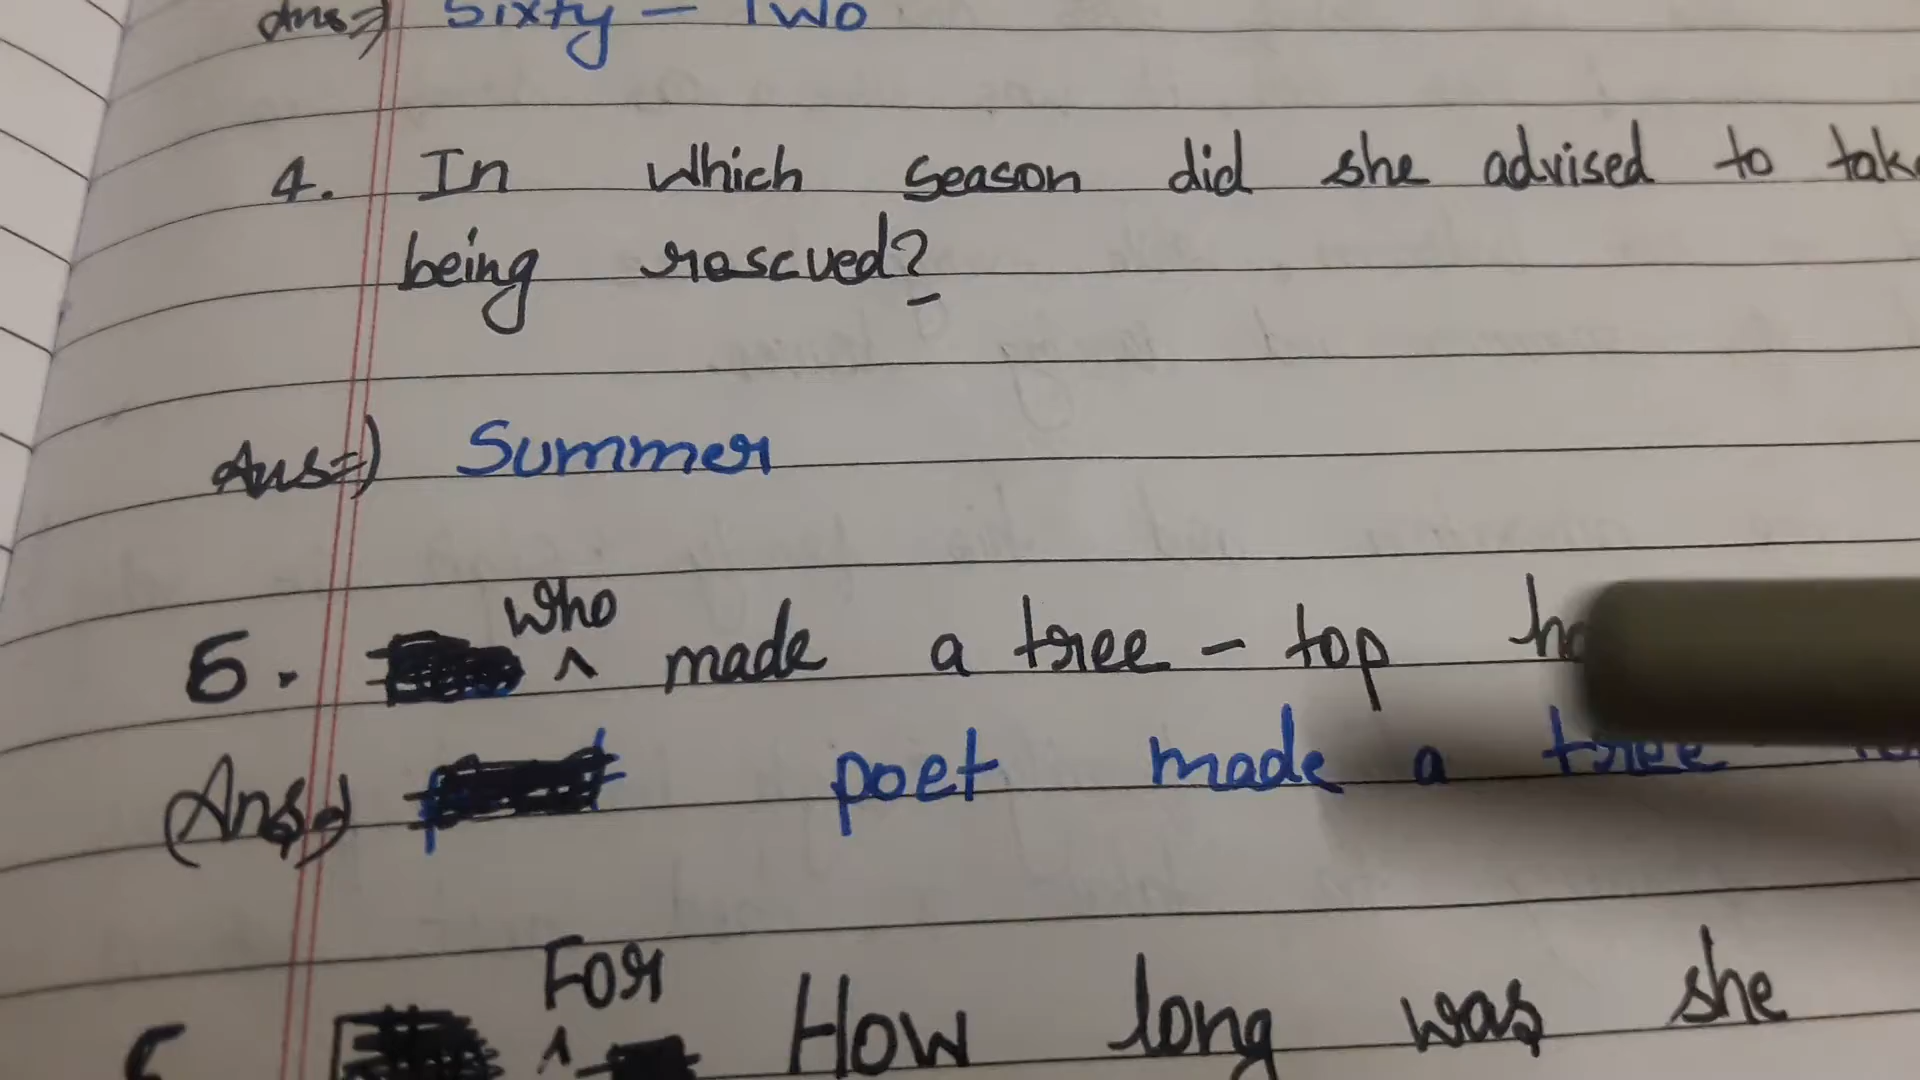 Ans⇒ Sixty - Two
4. In which season did she advised to
being rescued?
Ans⇒ Summer
5. Who made a tree - top
Ans⇒ poet made a tree
For How long was she